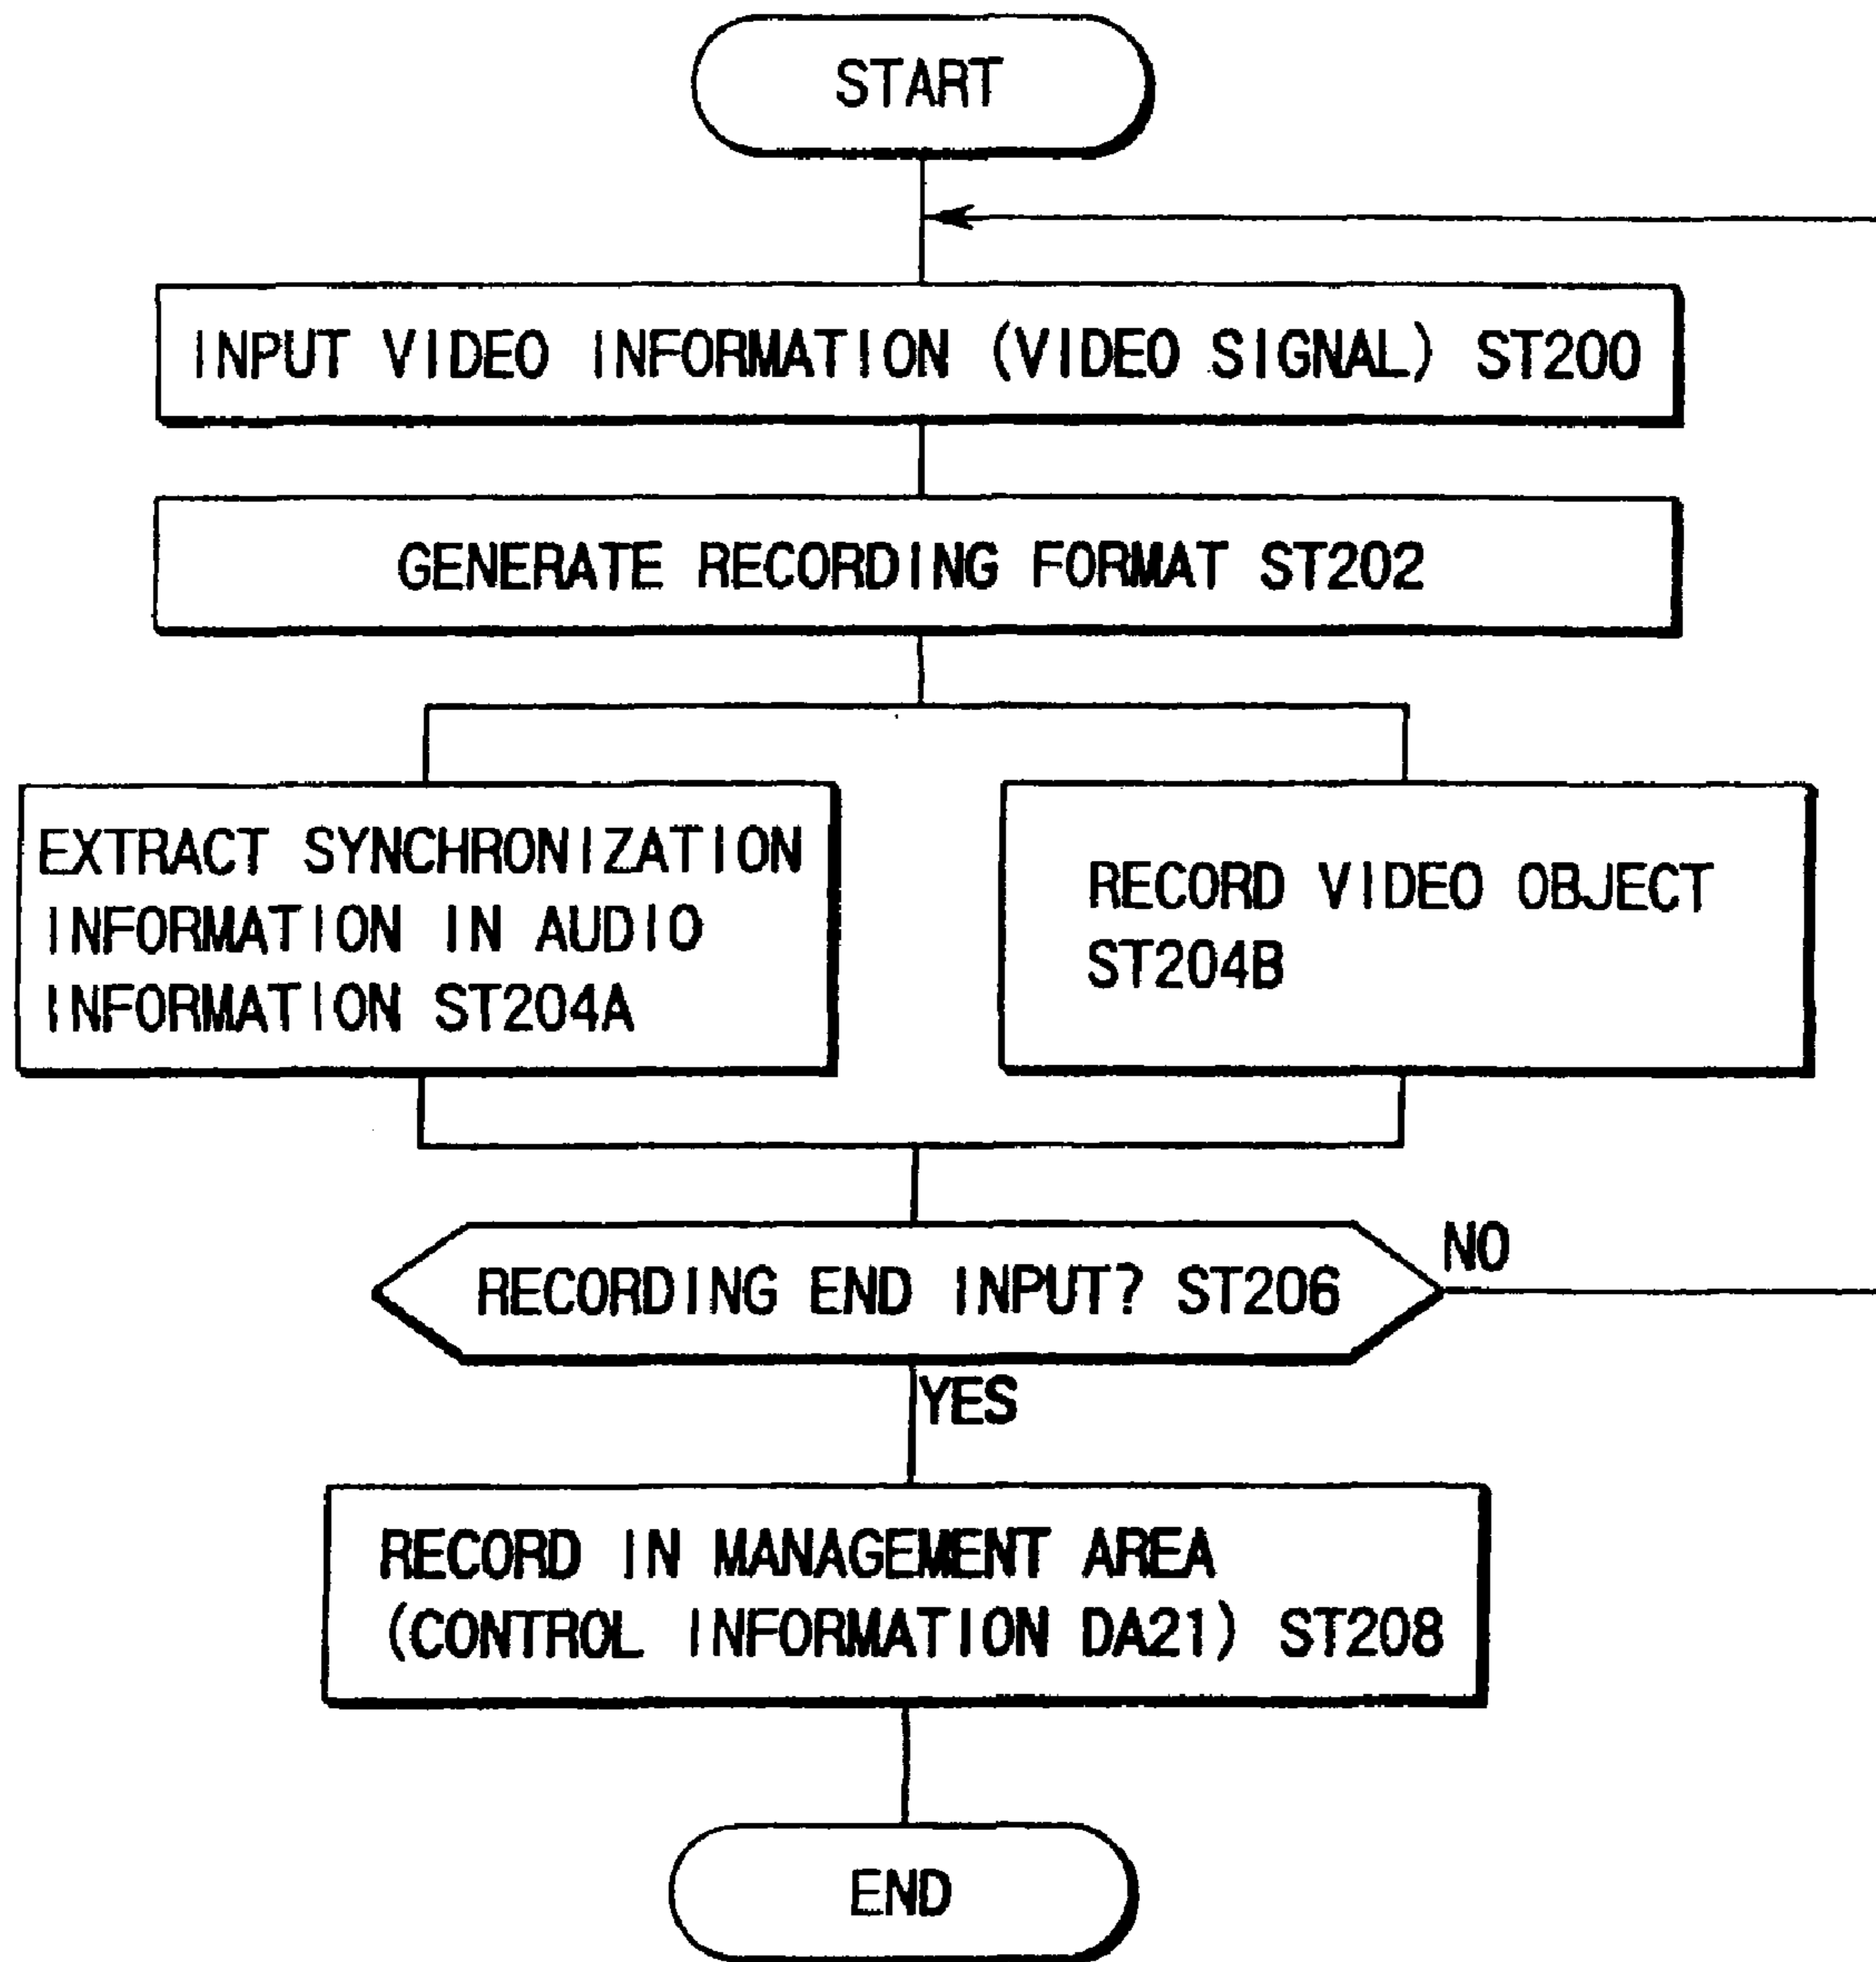 START
INPUT VIDEO INFORMATION (VIDEO SIGNAL) ST200
GENERATE RECORDING FORMAT ST202
EXTRACT SYNCHRONIZATION
INFORMATION IN AUDIO
INFORMATION ST204A
RECORD VIDEO OBJECT
ST204B
RECORDING END INPUT? ST206
NO
YES
RECORD IN MANAGEMENT AREA
(CONTROL INFORMATION DA21) ST208
END